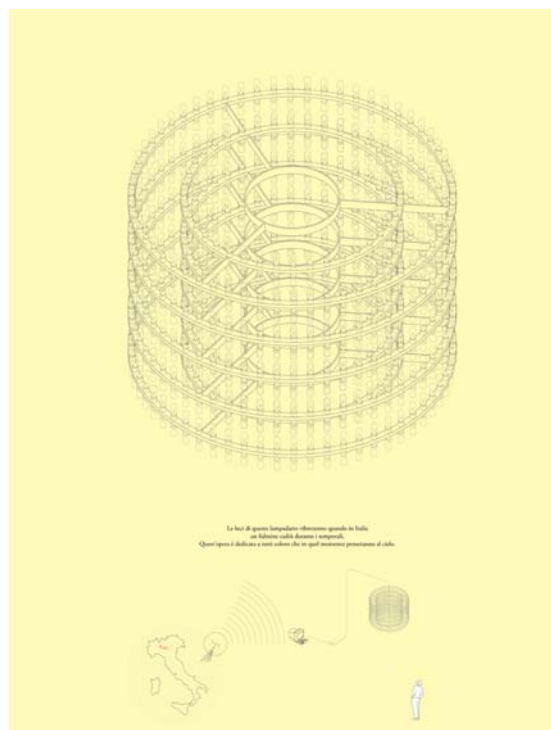 Le luci di questo lampadario vibreranno quando in Italia
un fulmine cadrà durante i temporali.
Quest'opera è dedicata a tutti coloro che in quel momento penseranno al cielo.